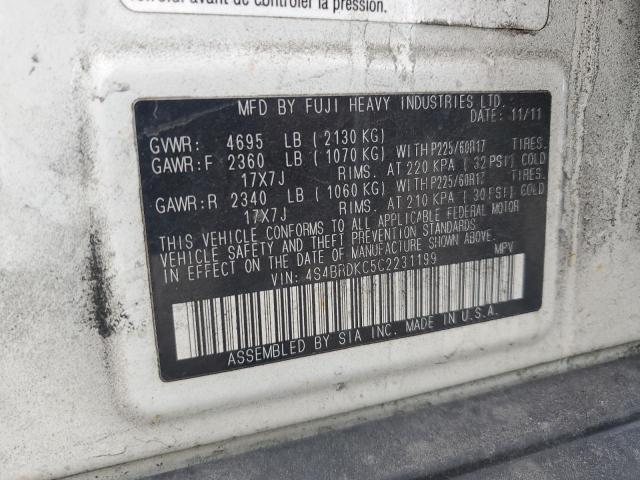 avant de contrôler la pression.
MFD BY FUJI HEAVY INDUSTRIES LTD.
DATE: 11/11
GVWR: 4695 LB (2130 KG)
GAWR:F 2360 LB (1070 KG) WITH P225/60R17 TIRES.
17X7J RIMS. AT 220 KPA (32 PSI) COLD
GAWR:R 2340 LB (1060 KG) WITH P225/60R17 TIRES.
17X7J RIMS. AT 210 KPA (30 PSI) COLD
THIS VEHICLE CONFORMS TO ALL APPLICABLE FEDERAL MOTOR
VEHICLE SAFETY AND THEFT PREVENTION STANDARDS
IN EFFECT ON THE DATE OF MANUFACTURE SHOWN ABOVE.
VIN: 4S4BRDKC5C2231199 MPV
ASSEMBLED BY SIA INC. MADE IN U.S.A.